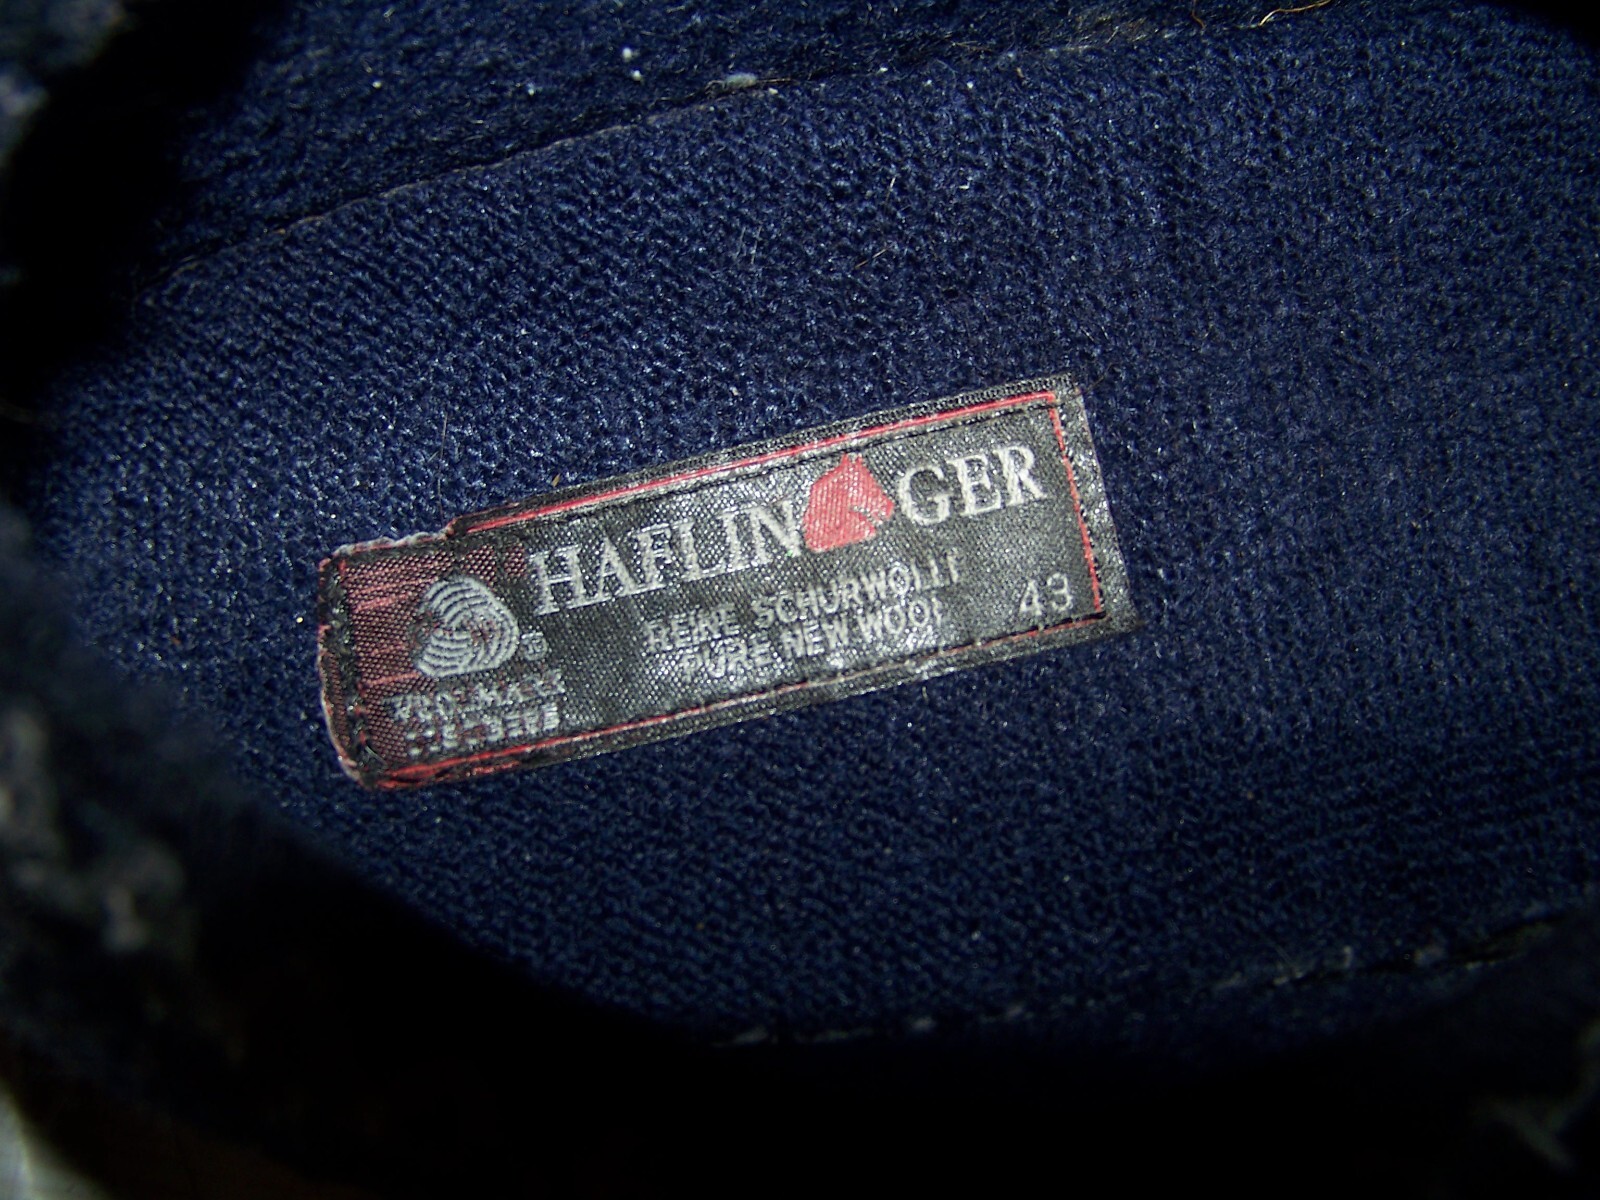 HAFLINGER
REINE SCHURWOLLE
PURE NEW WOOL
43